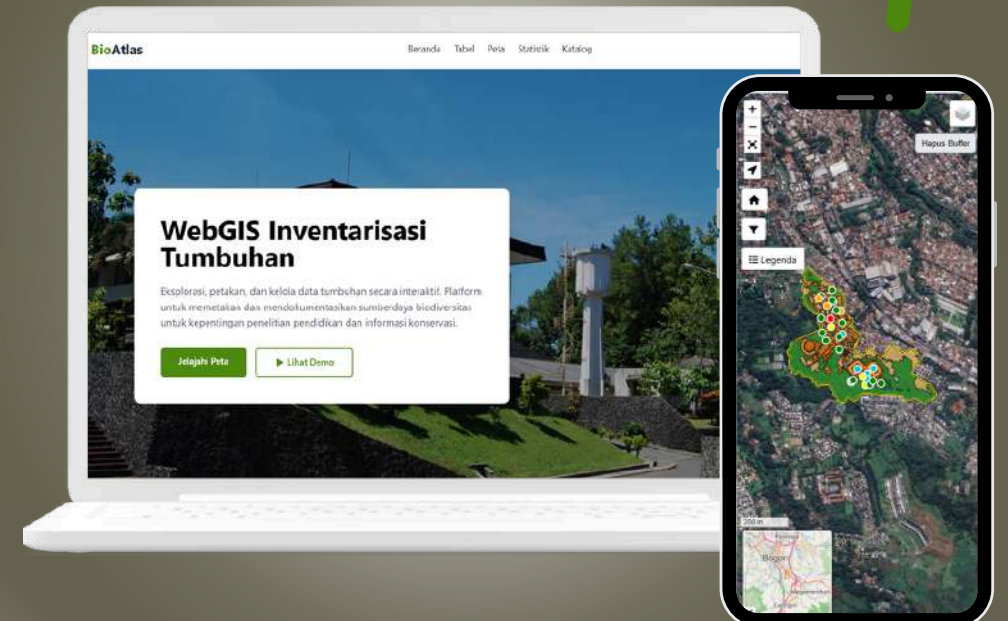 BioAtlas
Beranda Tabel Peta Statistik Katalog
WebGIS Inventarisasi
Tumbuhan
Eksplorasi, petakan, dan kelola data tumbuhan secara interaktif. Platform
untuk memetakan dan mendokumentasikan sumberdaya biodiversitas
untuk kepentingan penelitian pendidikan dan informasi konservasi.
Jelajahi Peta
▶ Lihat Demo
+
−
Hapus Buffer
Legenda
200 m
Bogor